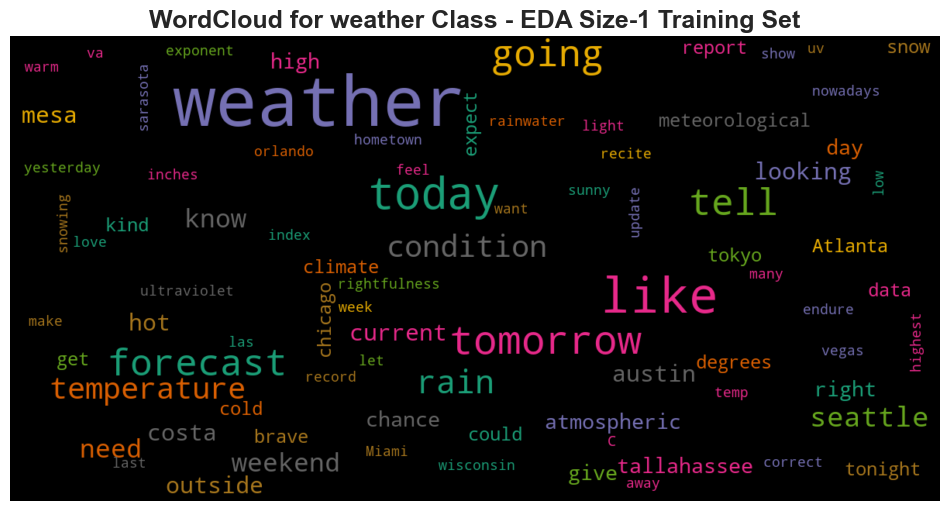 WordCloud for weather Class - EDA Size-1 Training Set
va exponent high going report show uv snow
warm weather
sarasota nowadays
mesa expect rainwater light meteorological
hometown day
yesterday orlando recite looking
inches feel sunny low
today want tell
snowing kind know update
love index condition tokyo Atlanta
climate many
ultraviolet rightfulness like data
chicago week endure
make hot current tomorrow highest
las vegas
get forecast let degrees
temperature record rain austin temp right
cold
costa brave chance could atmospheric seattle
need C
last weekend Miami wisconsin give tallahassee correct tonight
outside away